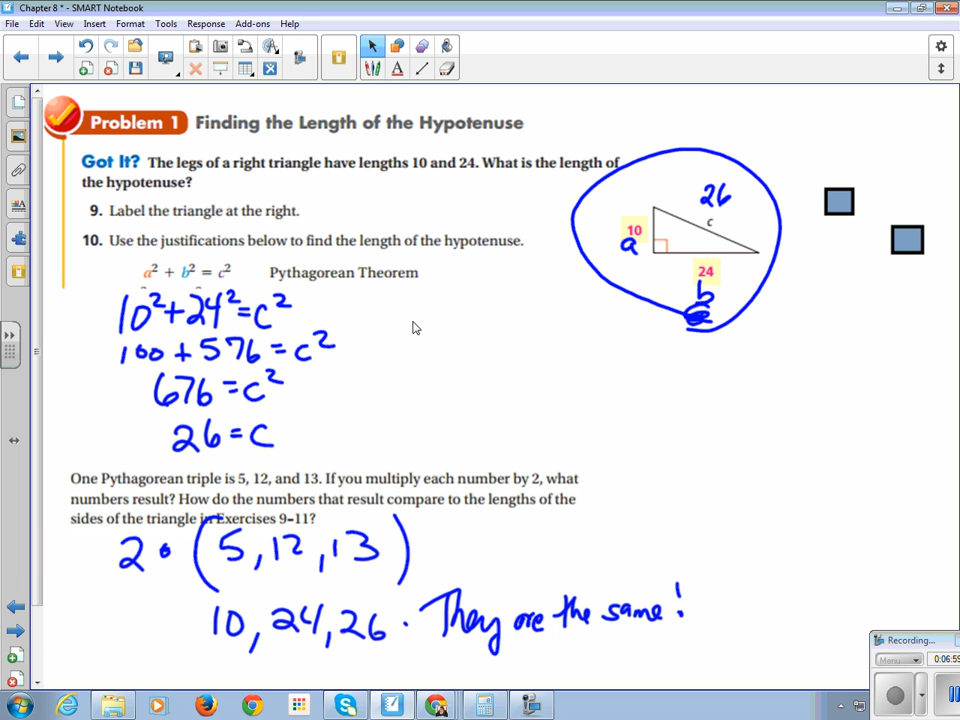 Chapter 8 * - SMART Notebook
File Edit View Insert Format Tools Response Add-ons Help
Problem 1 Finding the Length of the Hypotenuse
Got It? The legs of a right triangle have lengths 10 and 24. What is the length of
the hypotenuse?
9. Label the triangle at the right.
10. Use the justifications below to find the length of the hypotenuse.
a² + b² = c² Pythagorean Theorem
26
c
10
a
24
b
10²+24²=c²
100+576=c²
676=c²
26=c
One Pythagorean triple is 5, 12, and 13. If you multiply each number by 2, what
numbers result? How do the numbers that result compare to the lengths of the
sides of the triangle in Exercises 9–11?
2 • (5,12,13)
10, 24, 26. They are the same!
Recording...
Menu
0:06:59